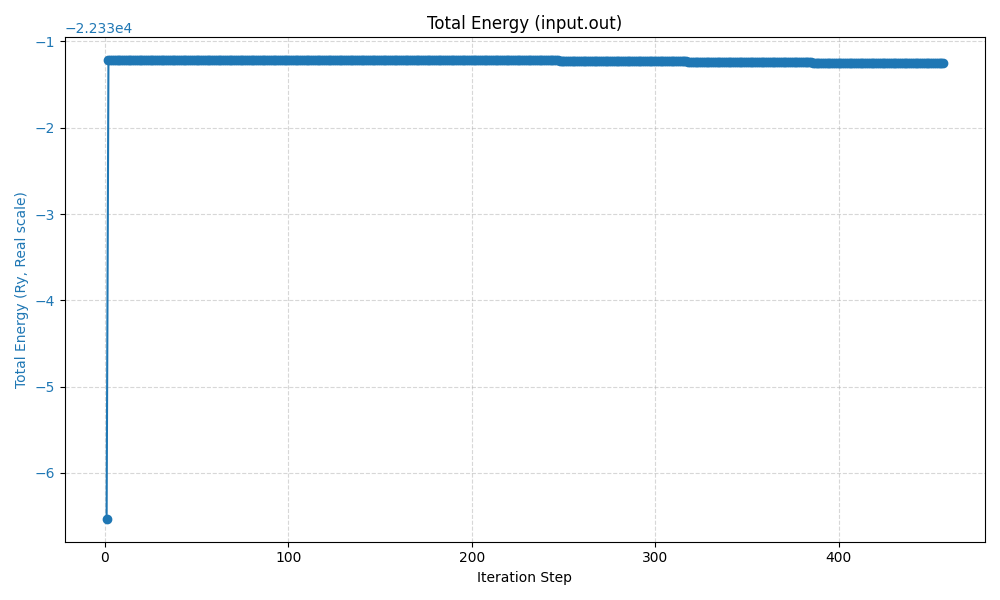 Total Energy (input.out)
−2.233e4
−1
−2
−3
−4
−5
−6
Total Energy (Ry, Real scale)
0 100 200 300 400
Iteration Step